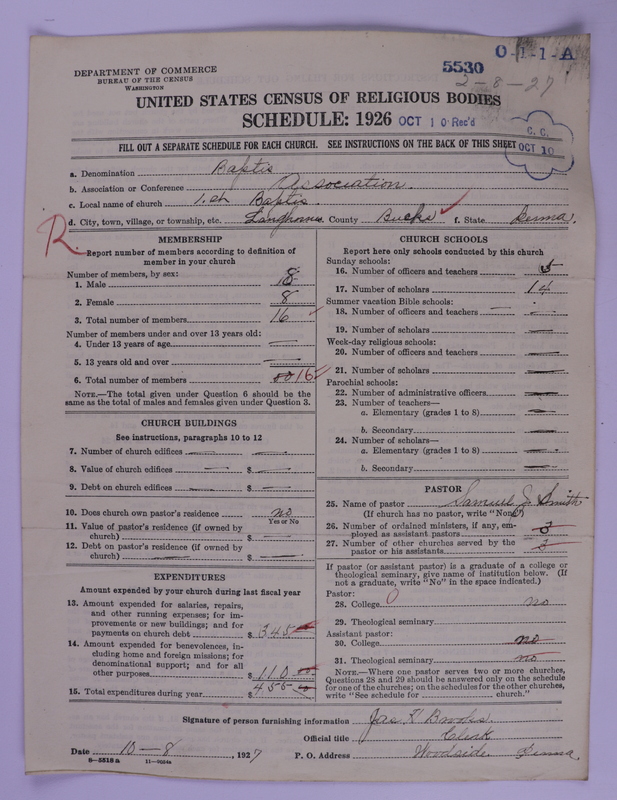 5530
O-1-1-A
2-8-27
DEPARTMENT OF COMMERCE
BUREAU OF THE CENSUS
WASHINGTON
UNITED STATES CENSUS OF RELIGIOUS BODIES
SCHEDULE: 1926 OCT 10 Rec'd
C. C.
OCT 10
FILL OUT A SEPARATE SCHEDULE FOR EACH CHURCH. SEE INSTRUCTIONS ON THE BACK OF THIS SHEET
a. Denomination Baptis
b. Association or Conference Association
c. Local name of church 1. ch Baptis
d. City, town, village, or township, etc. Langhorne County Bucks f. State Penna.
R.
MEMBERSHIP
Report number of members according to definition of
member in your church
Number of members, by sex:
1. Male 8
2. Female 8
3. Total number of members 16
Number of members under and over 13 years old:
4. Under 13 years of age
5. 13 years old and over
6. Total number of members 16
NOTE.—The total given under Question 6 should be the
same as the total of males and females given under Question 3.
CHURCH BUILDINGS
See instructions, paragraphs 10 to 12
7. Number of church edifices
8. Value of church edifices $
9. Debt on church edifices $
10. Does church own pastor's residence no
Yes or No
11. Value of pastor's residence (if owned by
church) $
12. Debt on pastor's residence (if owned by
church) $
EXPENDITURES
Amount expended by your church during last fiscal year
13. Amount expended for salaries, repairs,
and other running expenses; for im-
provements or new buildings; and for
payments on church debt $ 345
14. Amount expended for benevolences, in-
cluding home and foreign missions; for
denominational support; and for all
other purposes $ 110
15. Total expenditures during year $ 455
CHURCH SCHOOLS
Report here only schools conducted by this church
Sunday schools:
16. Number of officers and teachers 5
17. Number of scholars 14
Summer vacation Bible schools:
18. Number of officers and teachers
19. Number of scholars
Week-day religious schools:
20. Number of officers and teachers
21. Number of scholars
Parochial schools:
22. Number of administrative officers
23. Number of teachers—
a. Elementary (grades 1 to 8)
b. Secondary
24. Number of scholars—
a. Elementary (grades 1 to 8)
b. Secondary
PASTOR
25. Name of pastor Samuel J. Smith
(If church has no pastor, write "None")
26. Number of ordained ministers, if any, em-
ployed as assistant pastors
27. Number of other churches served by the
pastor or his assistants
If pastor (or assistant pastor) is a graduate of a college or
theological seminary, give name of institution below. (If
not a graduate, write "No" in the space indicated.)
Pastor:
28. College no
29. Theological seminary
Assistant pastor:
30. College no
31. Theological seminary no
NOTE.—Where one pastor serves two or more churches,
Questions 28 and 29 should be answered only on the schedule
for one of the churches; on the schedules for the other churches,
write "See schedule for church."
Signature of person furnishing information Jas. H Brooks.
Official title Clerk
Date 10-8, 1927 P. O. Address Woodside Penna.
8-5518 a 11-9064a